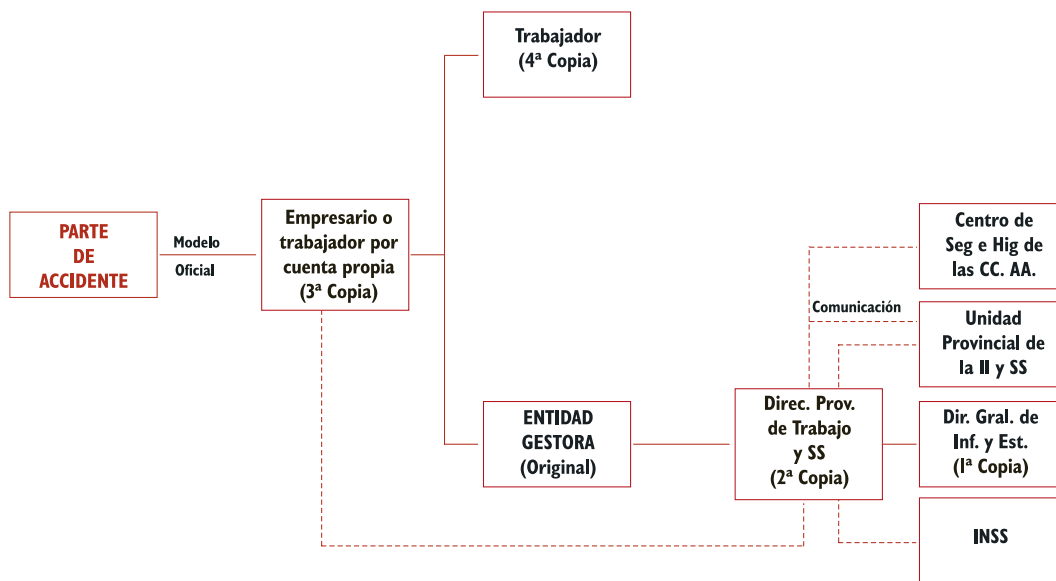 Trabajador
(4ª Copia)
PARTE
DE
ACCIDENTE
Modelo
Oficial
Empresario o
trabajador por
cuenta propia
(3ª Copia)
Centro de
Seg e Hig de
las CC. AA.
Comunicación
Unidad
Provincial de
la II y SS
ENTIDAD
GESTORA
(Original)
Direc. Prov.
de Trabajo
y SS
(2ª Copia)
Dir. Gral. de
Inf. y Est.
(1ª Copia)
INSS